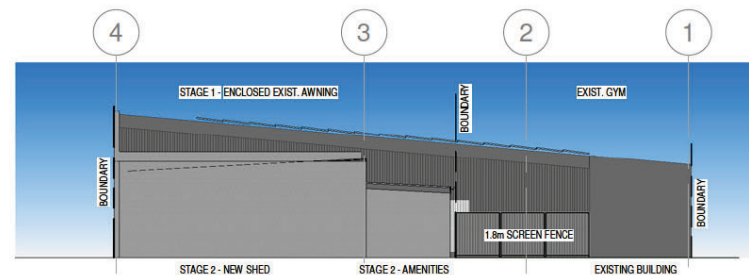 4
3
2
1
STAGE 1 - ENCLOSED EXIST. AWNING
BOUNDARY
EXIST. GYM
BOUNDARY
BOUNDARY
1.8m SCREEN FENCE
STAGE 2 - NEW SHED
STAGE 2 - AMENITIES
EXISTING BUILDING